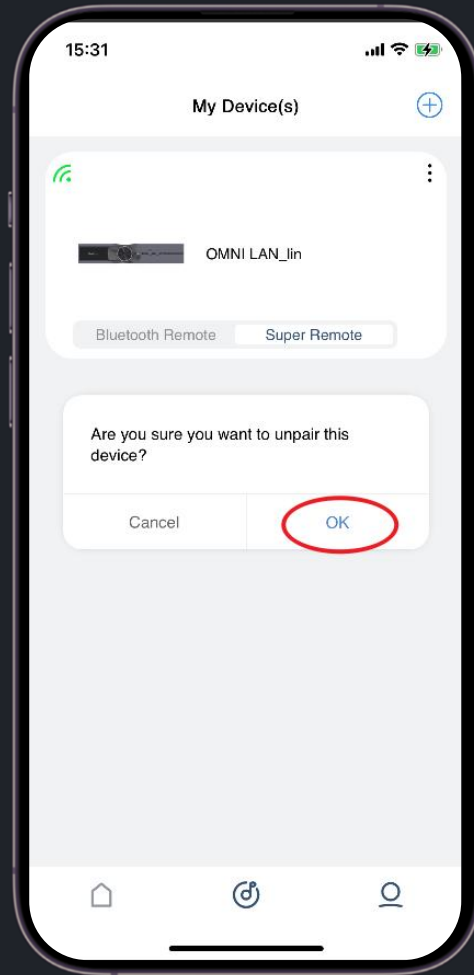 15:31
My Device(s)
OMNI LAN_lin
Bluetooth Remote Super Remote
Are you sure you want to unpair this
device?
Cancel OK